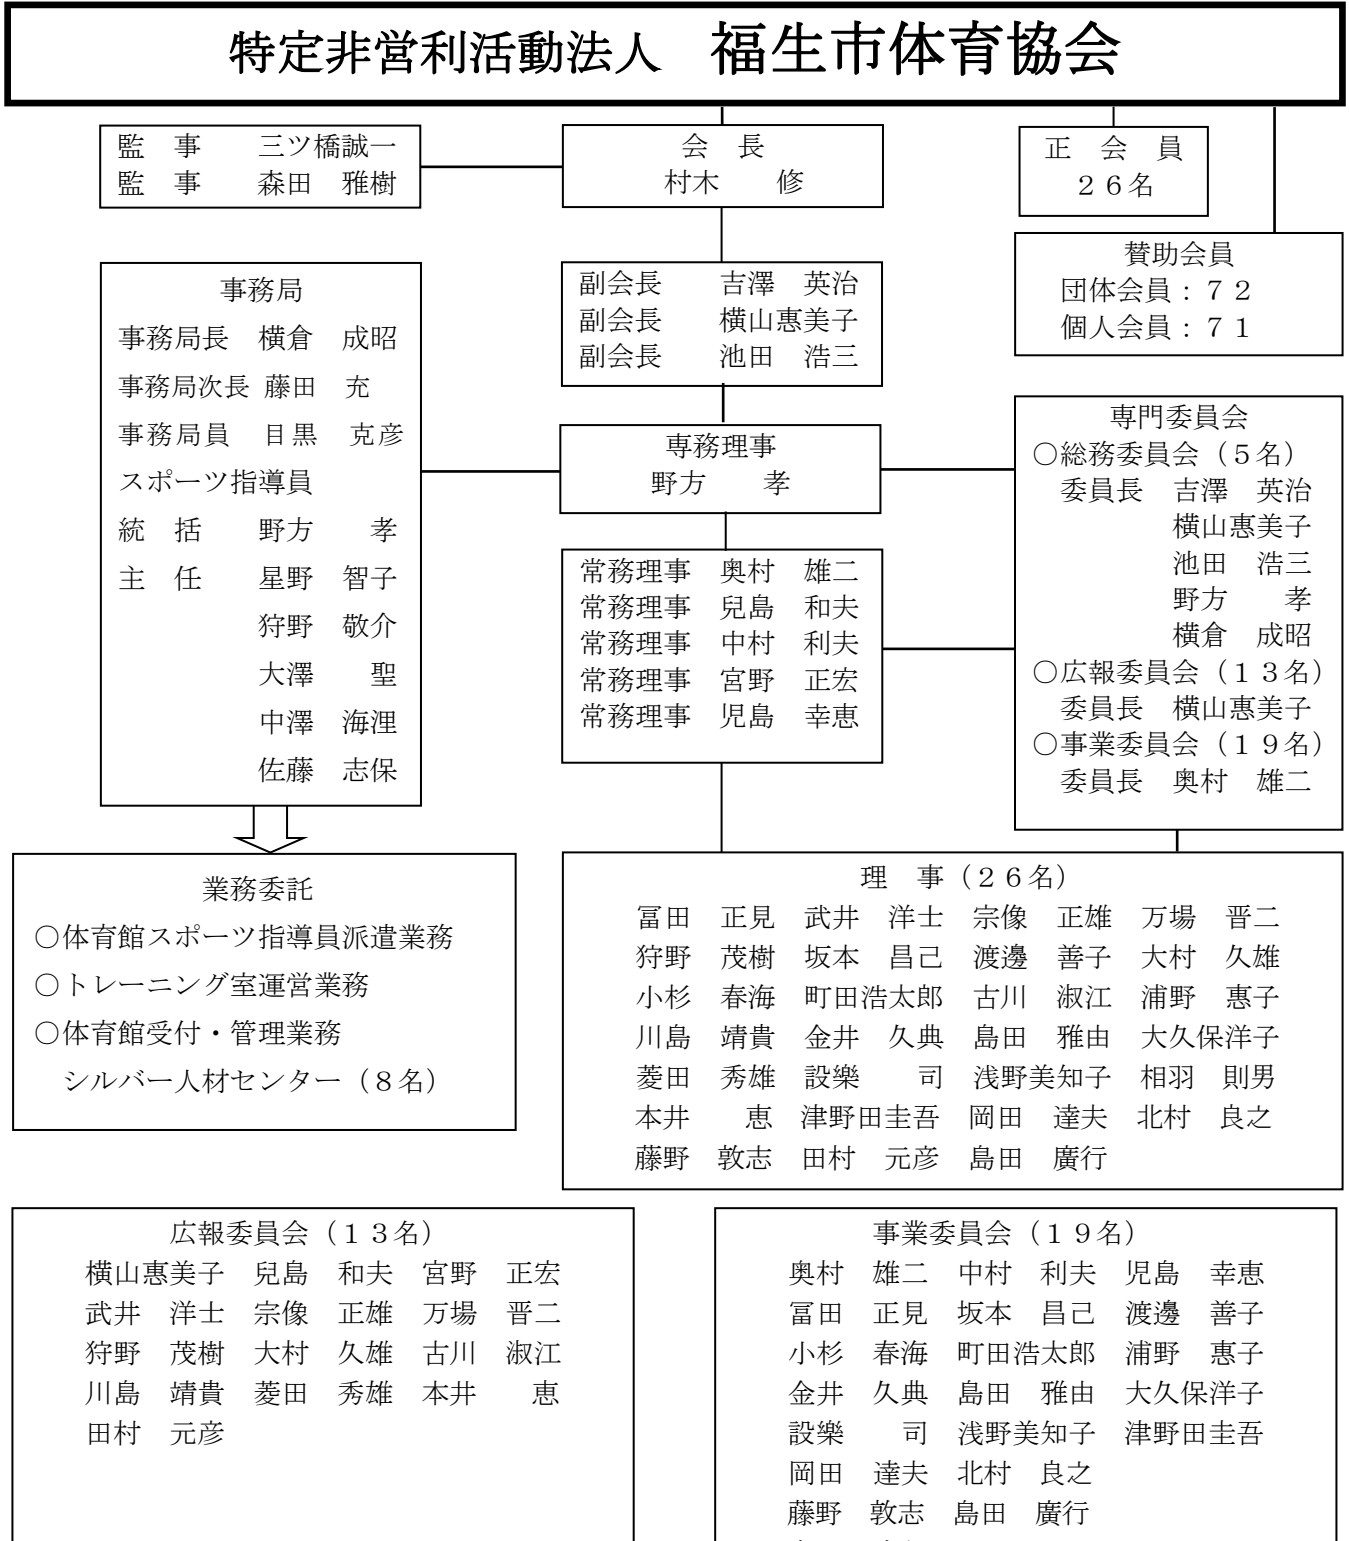 特定非営利活動法人　福生市体育協会
監　事　　三ツ橋誠一
監　事　　森田　雅樹
会　長
村木　　修
正　会　員
２６名
賛助会員
団体会員：７２
個人会員：７１
事務局
事務局長　横倉　成昭
事務局次長 藤田　充
事務局員　目黒　克彦
スポーツ指導員
統　括　　野方　　孝
主　任　　星野　智子
狩野　敬介
大澤　　聖
中澤　海浬
佐藤　志保
副会長　　吉澤　英治
副会長　　横山惠美子
副会長　　池田　浩三
専務理事
野方　　孝
常務理事　奥村　雄二
常務理事　兒島　和夫
常務理事　中村　利夫
常務理事　宮野　正宏
常務理事　児島　幸恵
専門委員会
○総務委員会（５名）
委員長　吉澤　英治
横山惠美子
池田　浩三
野方　　孝
横倉　成昭
○広報委員会（１３名）
委員長　横山惠美子
○事業委員会（１９名）
委員長　奥村　雄二
業務委託
○体育館スポーツ指導員派遣業務
○トレーニング室運営業務
○体育館受付・管理業務
シルバー人材センター（８名）
理　事（２６名）
冨田　正見　武井　洋士　宗像　正雄　万場　晋二
狩野　茂樹　坂本　昌己　渡邊　善子　大村　久雄
小杉　春海　町田浩太郎　古川　淑江　浦野　惠子
川島　靖貴　金井　久典　島田　雅由　大久保洋子
菱田　秀雄　設樂　　司　浅野美知子　相羽　則男
本井　　恵　津野田圭吾　岡田　達夫　北村　良之
藤野　敦志　田村　元彦　島田　廣行
広報委員会（１３名）
横山惠美子　兒島　和夫　宮野　正宏
武井　洋士　宗像　正雄　万場　晋二
狩野　茂樹　大村　久雄　古川　淑江
川島　靖貴　菱田　秀雄　本井　　恵
田村　元彦
事業委員会（１９名）
奥村　雄二　中村　利夫　児島　幸恵
冨田　正見　坂本　昌己　渡邊　善子
小杉　春海　町田浩太郎　浦野　惠子
金井　久典　島田　雅由　大久保洋子
設樂　　司　浅野美知子　津野田圭吾
岡田　達夫　北村　良之
藤野　敦志　島田　廣行